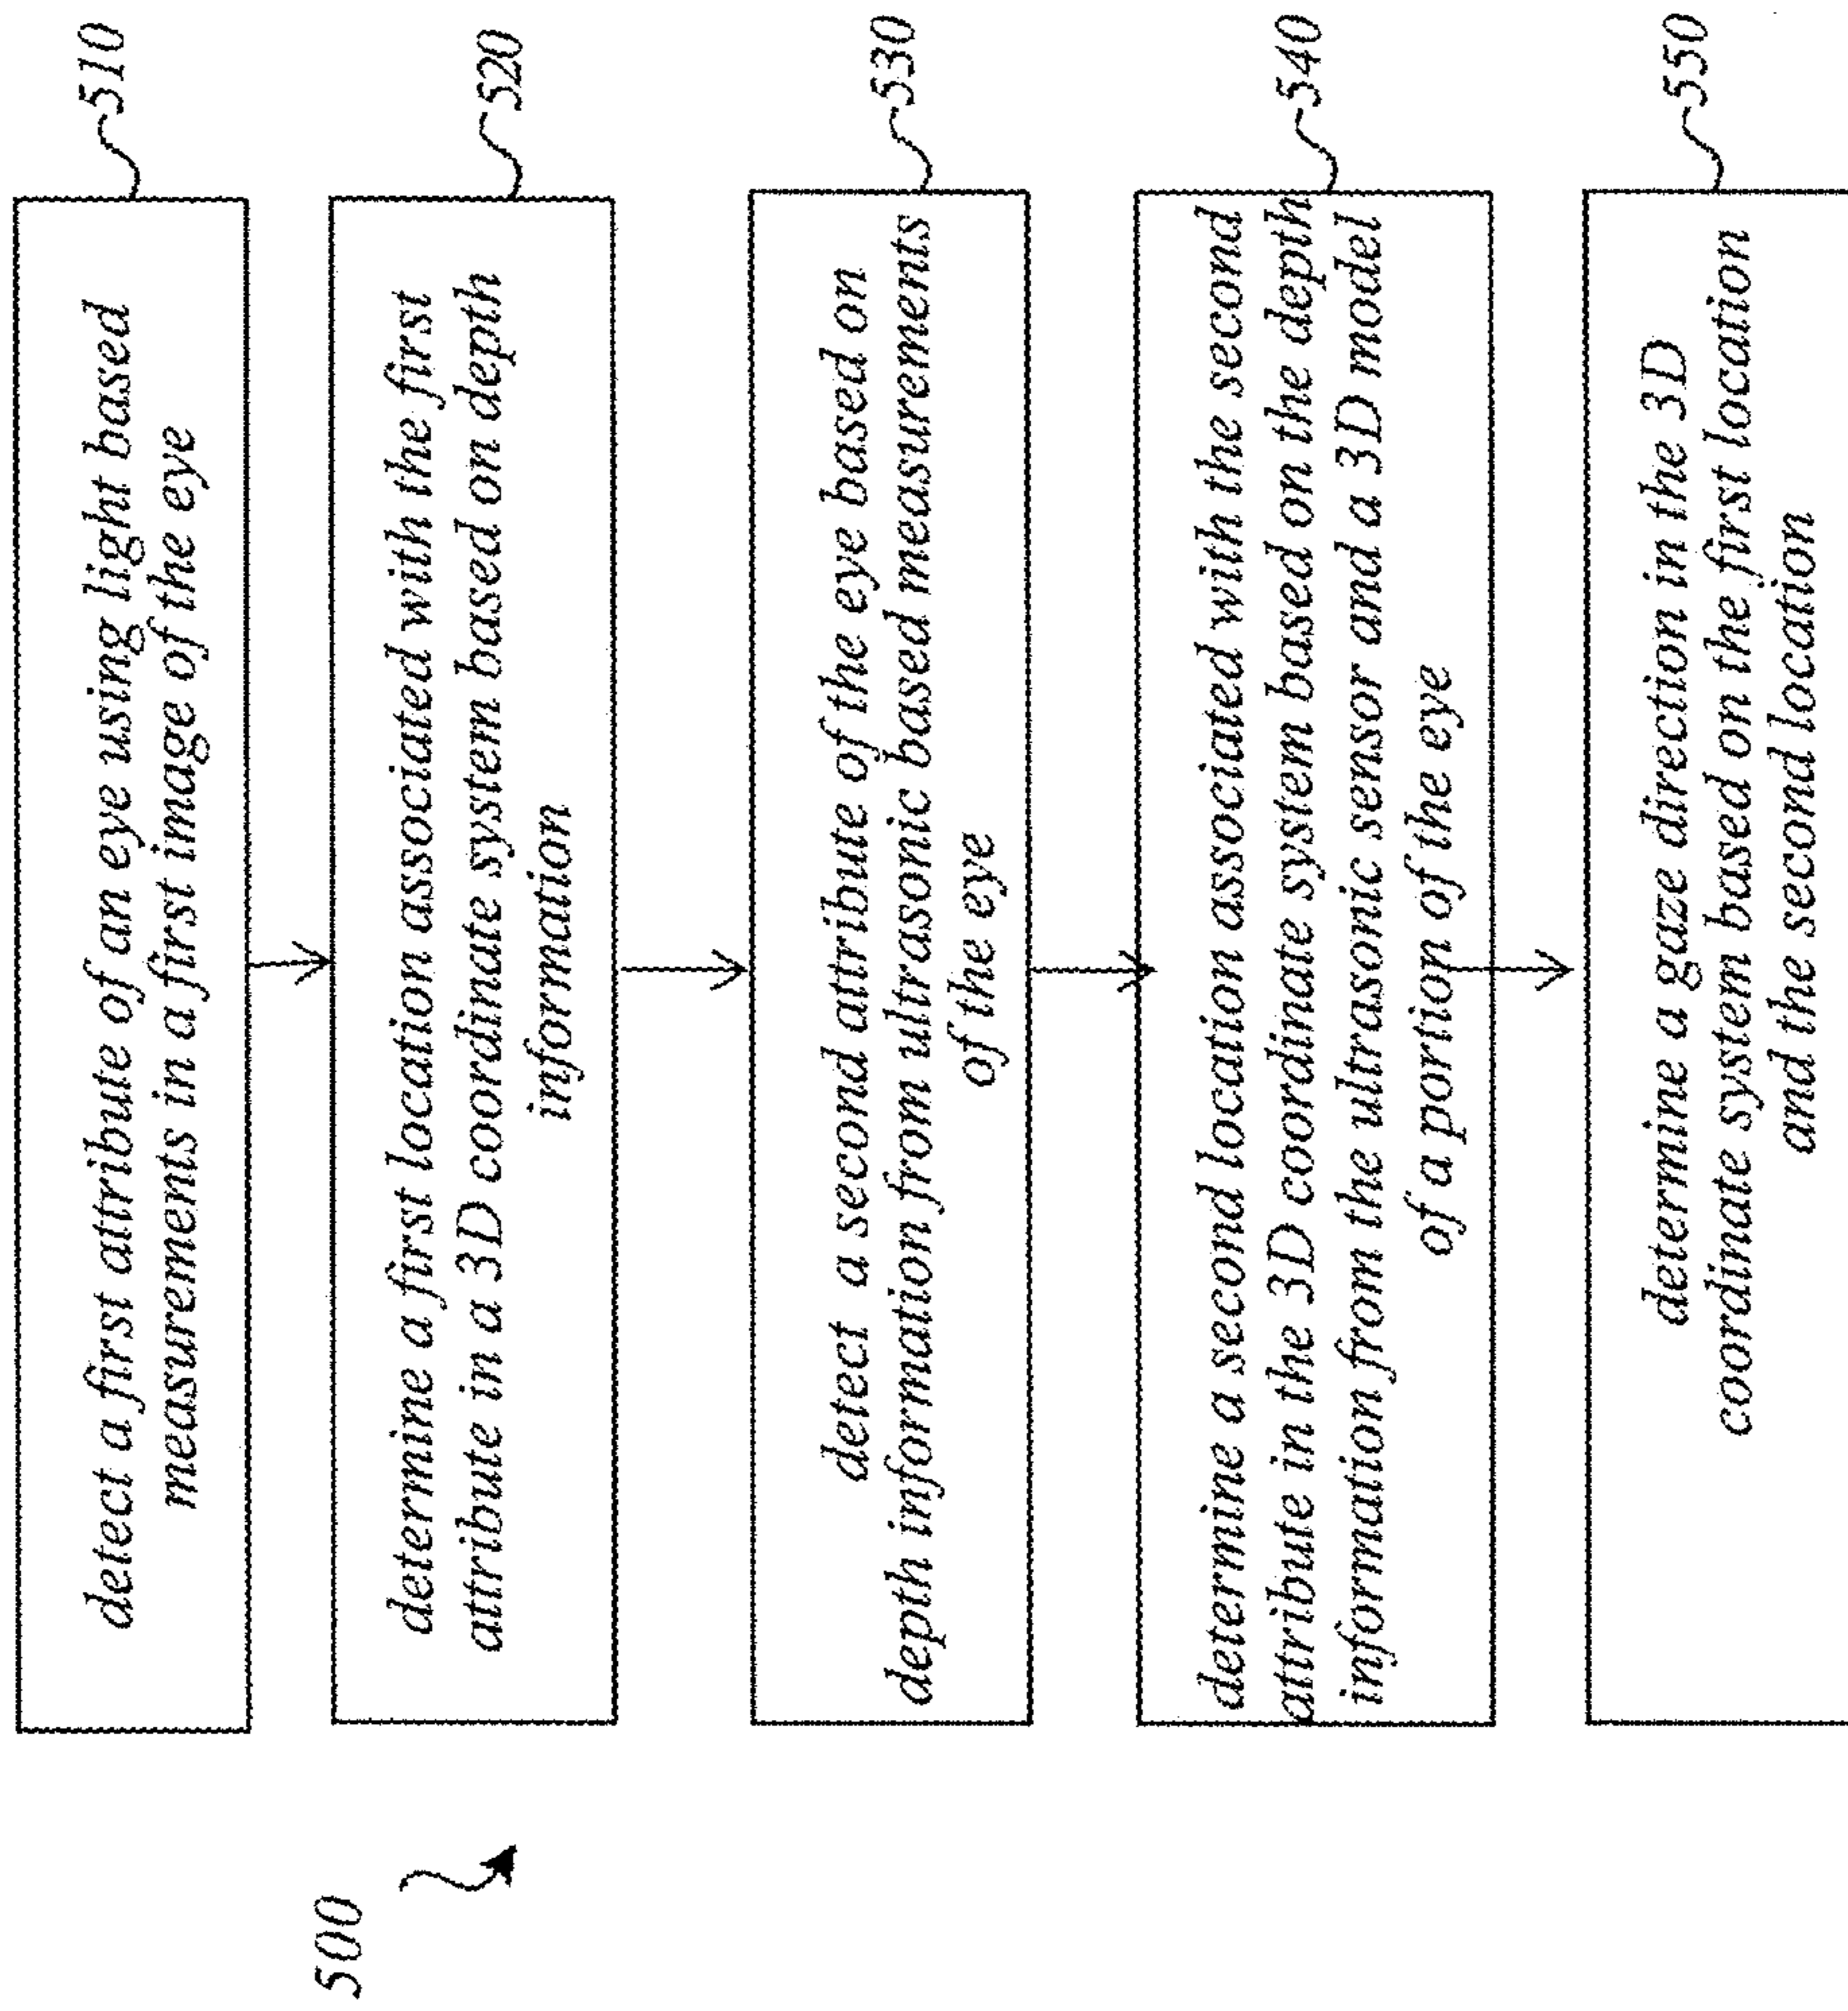 500
510
detect a first attribute of an eye using light based
measurements in a first image of the eye
520
determine a first location associated with the first
attribute in a 3D coordinate system based on depth
information
530
detect a second attribute of the eye based on
depth information from ultrasonic based measurements
of the eye
540
determine a second location associated with the second
attribute in the 3D coordinate system based on the depth
information from the ultrasonic sensor and a 3D model
of a portion of the eye
550
determine a gaze direction in the 3D
coordinate system based on the first location
and the second location